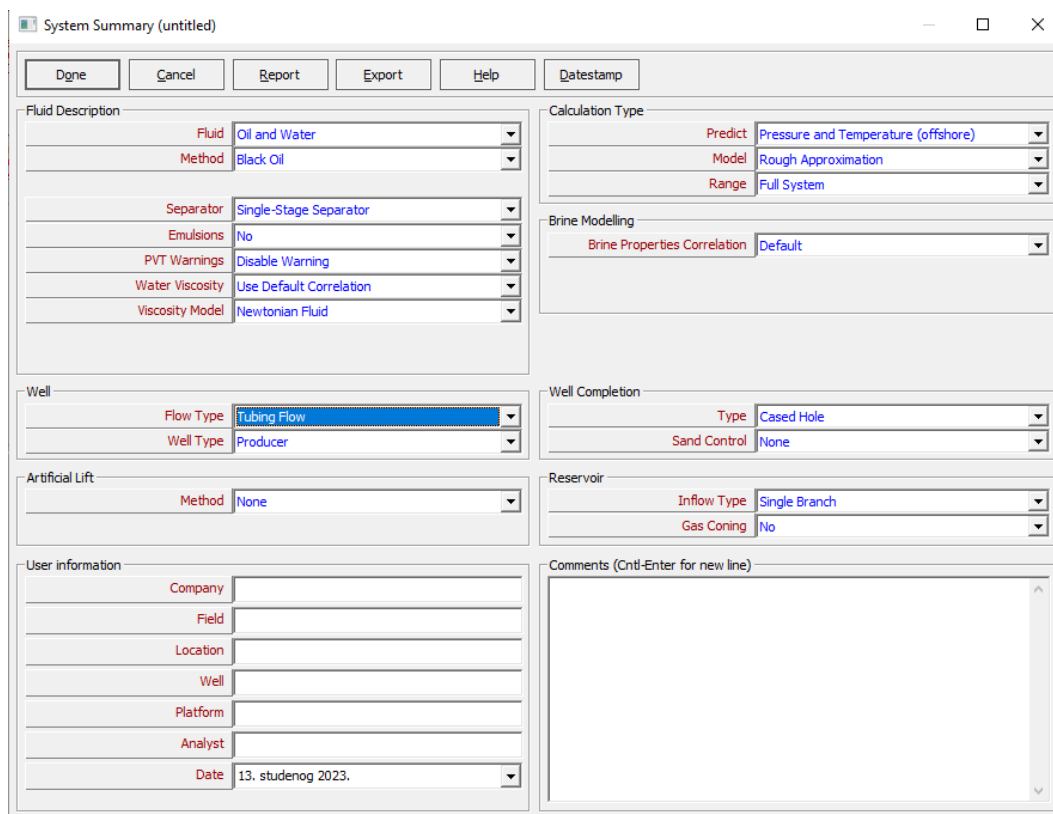 System Summary (untitled)
Done Cancel Report Export Help Datestamp
Fluid Description
Fluid Oil and Water
Method Black Oil
Separator Single-Stage Separator
Emulsions No
PVT Warnings Disable Warning
Water Viscosity Use Default Correlation
Viscosity Model Newtonian Fluid
Calculation Type
Predict Pressure and Temperature (offshore)
Model Rough Approximation
Range Full System
Brine Modelling
Brine Properties Correlation Default
Well
Flow Type Tubing Flow
Well Type Producer
Well Completion
Type Cased Hole
Sand Control None
Artificial Lift
Method None
Reservoir
Inflow Type Single Branch
Gas Coning No
User information
Company
Field
Location
Well
Platform
Analyst
Date 13. studenog 2023.
Comments (Cntl-Enter for new line)